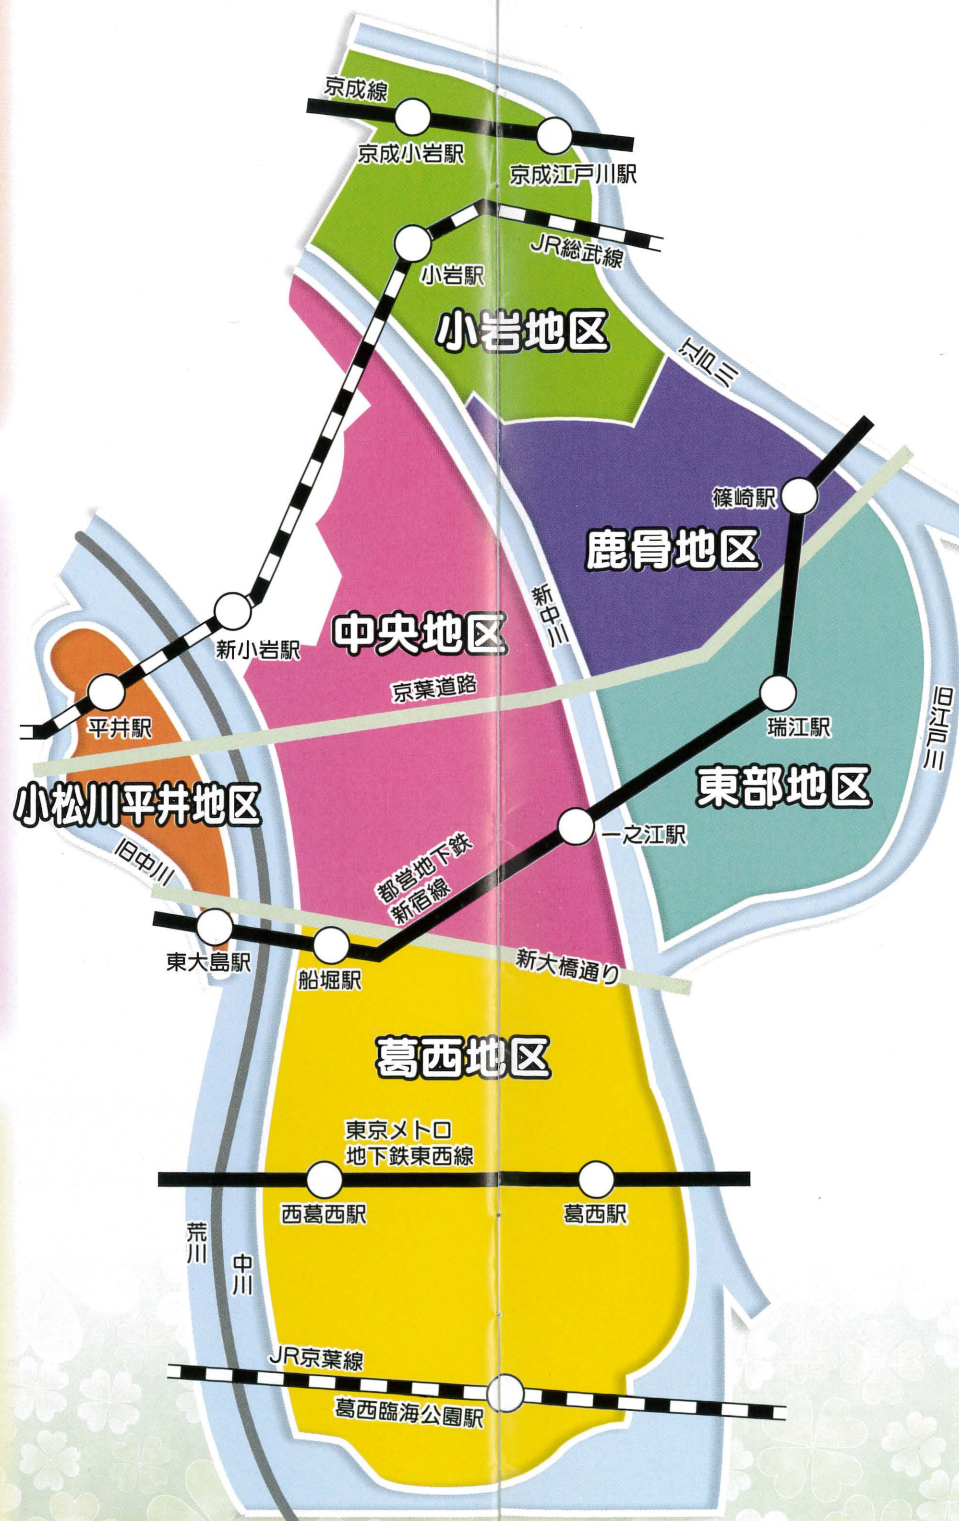 京成線
京成小岩駅
京成江戸川駅
JR総武線
小岩駅
小岩地区
江戸川
篠崎駅
鹿骨地区
新中川
新小岩駅
中央地区
京葉道路
平井駅
瑞江駅
旧江戸川
小松川平井地区
東部地区
一之江駅
旧中川
都営地下鉄
新宿線
東大島駅
船堀駅
新大橋通り
葛西地区
東京メトロ
地下鉄東西線
西葛西駅
葛西駅
荒川
中川
JR京葉線
葛西臨海公園駅